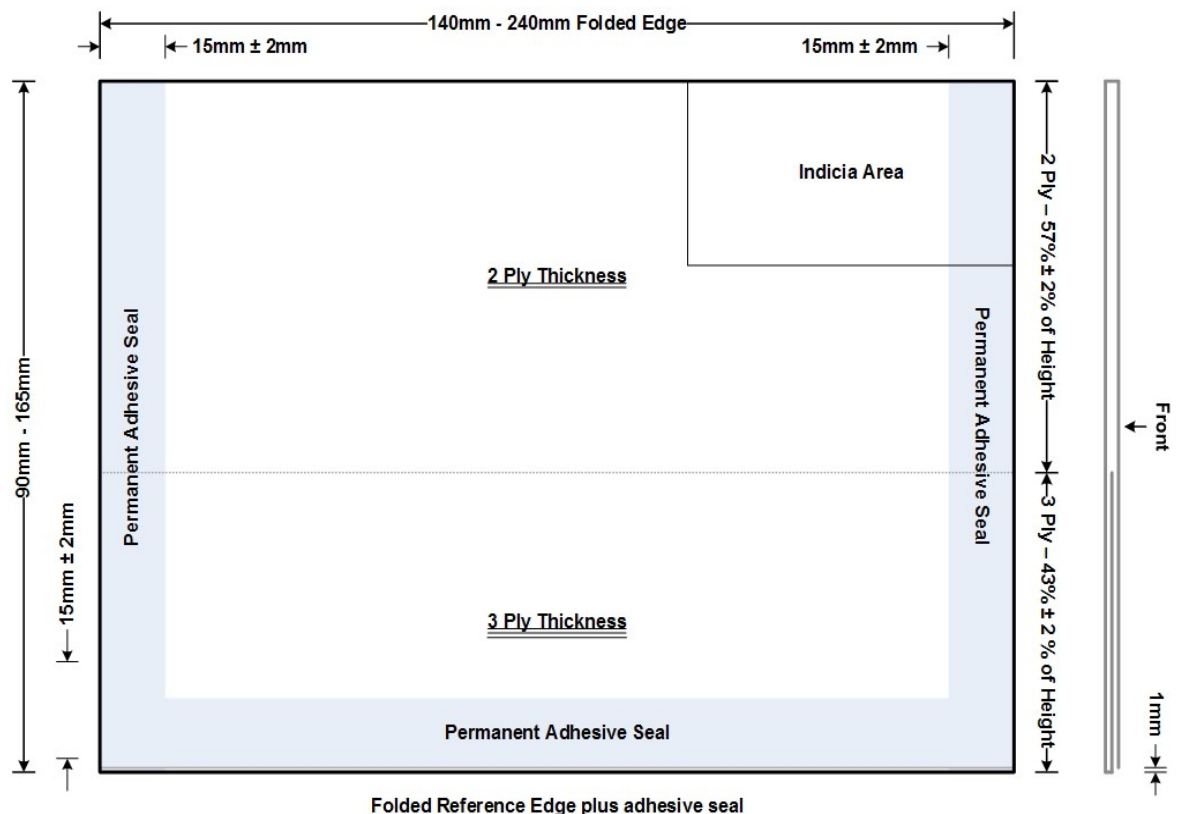 140mm - 240mm Folded Edge
15mm ± 2mm
15mm ± 2mm
Indicia Area
2 Ply – 57% ± 2% of Height
2 Ply Thickness
Permanent Adhesive Seal
Permanent Adhesive Seal
90mm - 165mm
Front
15mm ± 2mm
3 Ply – 43% ± 2 % of Height
3 Ply Thickness
1mm
Permanent Adhesive Seal
Folded Reference Edge plus adhesive seal